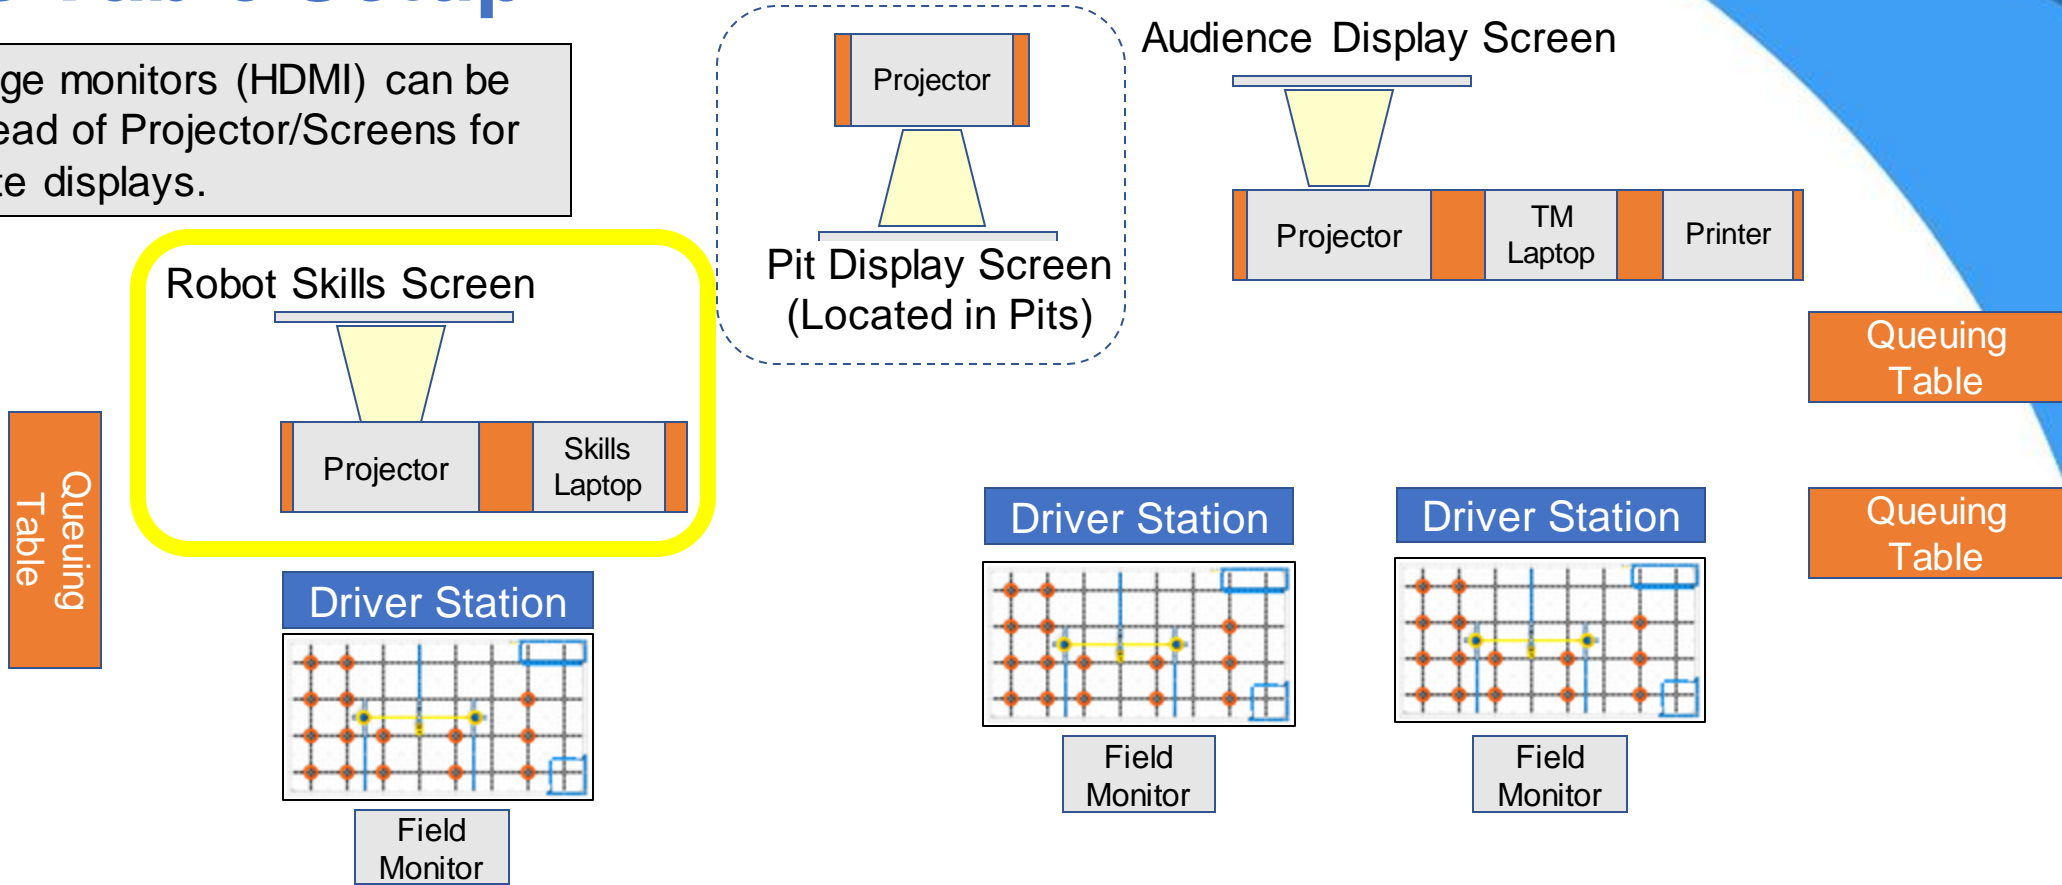 Setup
ge monitors (HDMI) can be
ead of Projector/Screens for
te displays.
Projector
Pit Display Screen
(Located in Pits)
Audience Display Screen
Projector
TM
Laptop
Printer
Robot Skills Screen
Projector
Skills
Laptop
Queuing
Table
Queuing
Table
Queuing
Table
Driver Station
Field
Monitor
Driver Station
Field
Monitor
Driver Station
Field
Monitor